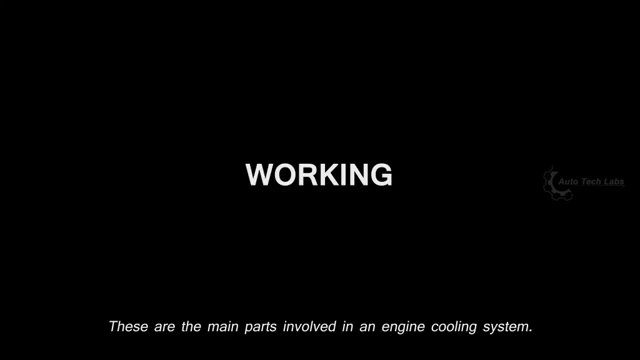 WORKING
Auto Tech Labs
These are the main parts involved in an engine cooling system.